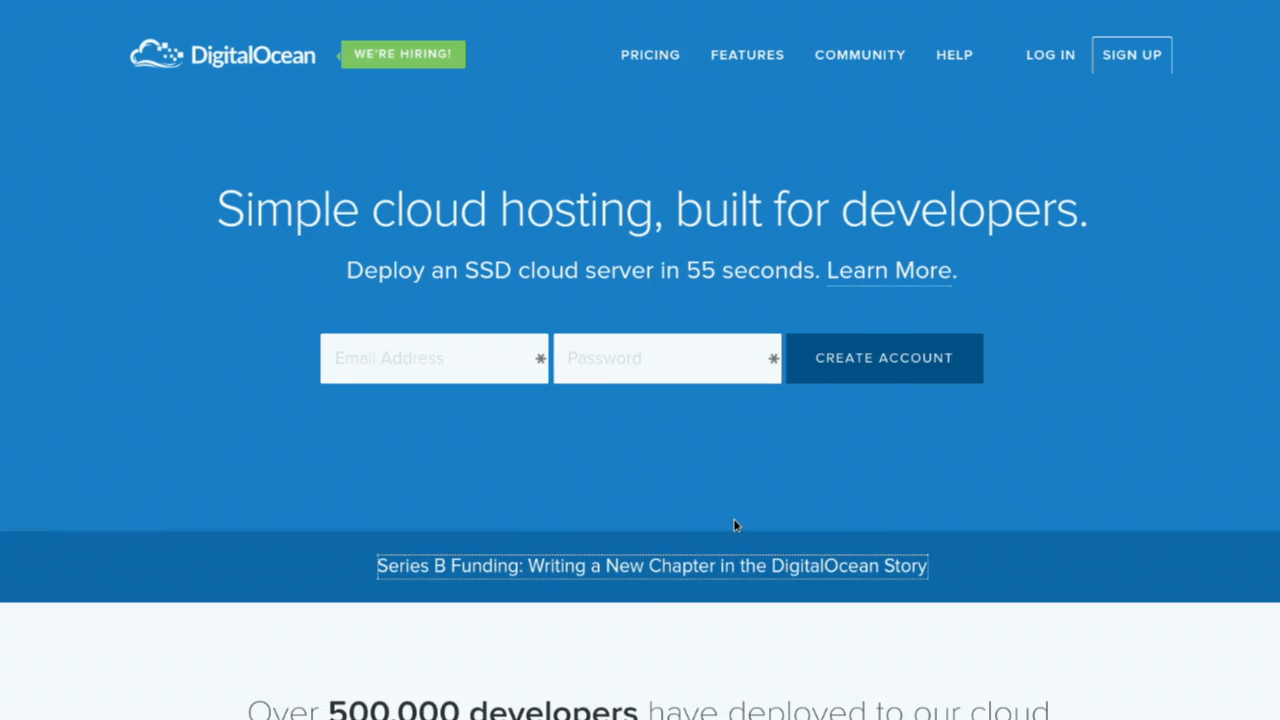 DigitalOcean
WE'RE HIRING!
PRICING
FEATURES
COMMUNITY
HELP
LOG IN
SIGN UP
Simple cloud hosting, built for developers.
Deploy an SSD cloud server in 55 seconds. Learn More.
Email Address
Password
CREATE ACCOUNT
Series B Funding: Writing a New Chapter in the DigitalOcean Story
Over 500,000 developers have deployed to our cloud